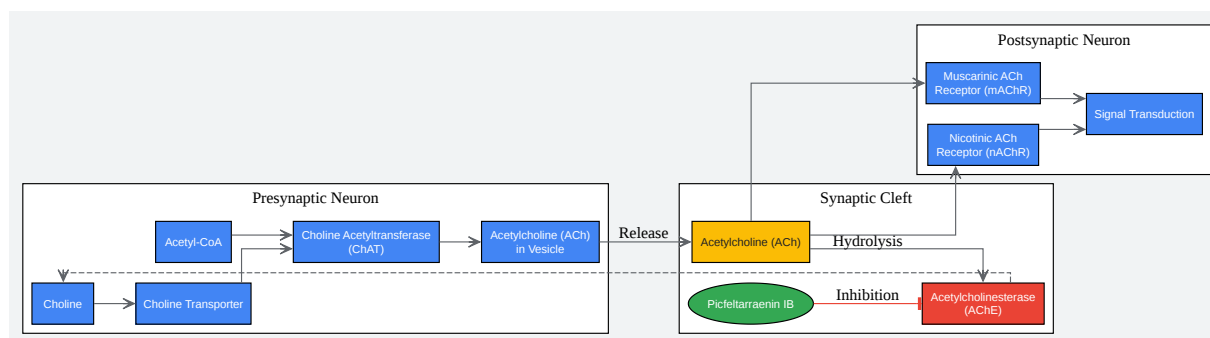 Postsynaptic Neuron
Muscarinic ACh
Receptor (mAChR)
Signal Transduction
Nicotinic ACh
Receptor (nAChR)
Presynaptic Neuron
Synaptic Cleft
Acetyl-CoA
Choline Acetyltransferase
(ChAT)
Acetylcholine (ACh)
in Vesicle
Release
Acetylcholine (ACh)
Hydrolysis
Choline
Choline Transporter
Picfeltarraenin IB
Inhibition
Acetylcholinesterase
(AChE)